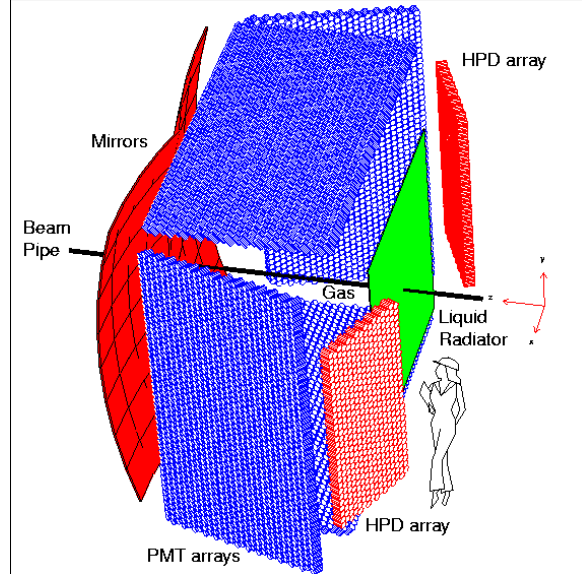 HPD array
Mirrors
Beam
Pipe
Gas
y
z
x
Liquid
Radiator
HPD array
PMT arrays